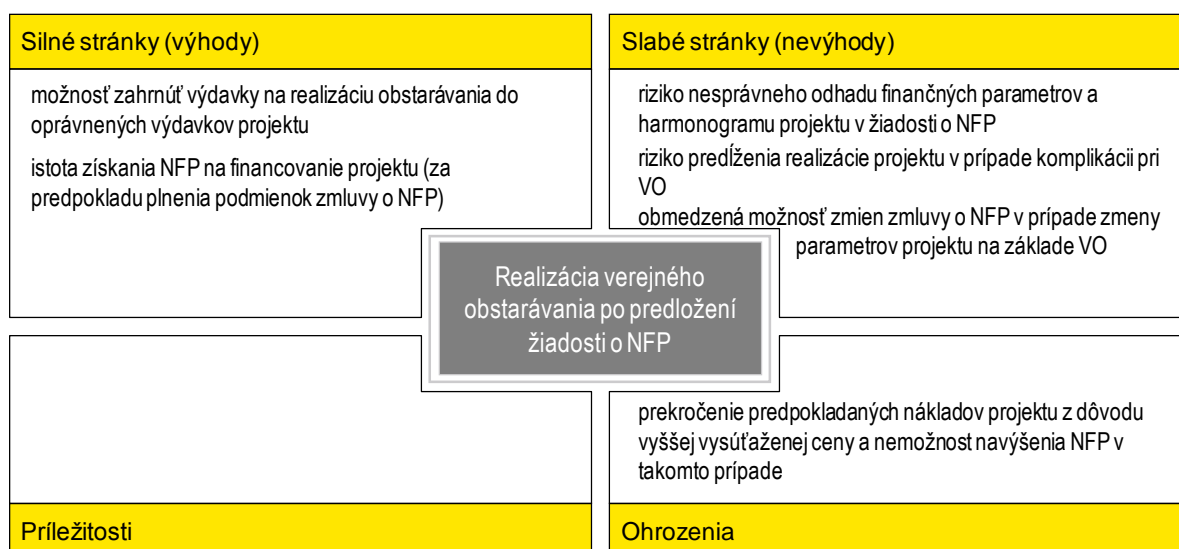 Silné stránky (výhody)
možnosť zahrnúť výdavky na realizáciu obstarávania do
oprávnených výdavkov projektu
istota získania NFP na financovanie projektu (za
predpokladu plnenia podmienok zmluvy o NFP)
Slabé stránky (nevýhody)
riziko nesprávneho odhadu finančných parametrov a
harmonogramu projektu v žiadosti o NFP
riziko predĺženia realizácie projektu v prípade komplikácii pri
VO
obmedzená možnosť zmien zmluvy o NFP v prípade zmeny
parametrov projektu na základe VO
Realizácia verejného
obstarávania po predložení
žiadosti o NFP
prekročenie predpokladaných nákladov projektu z dôvodu
vyššej vysúťaženej ceny a nemožnost navýšenia NFP v
takomto prípade
Príležitosti
Ohrozenia